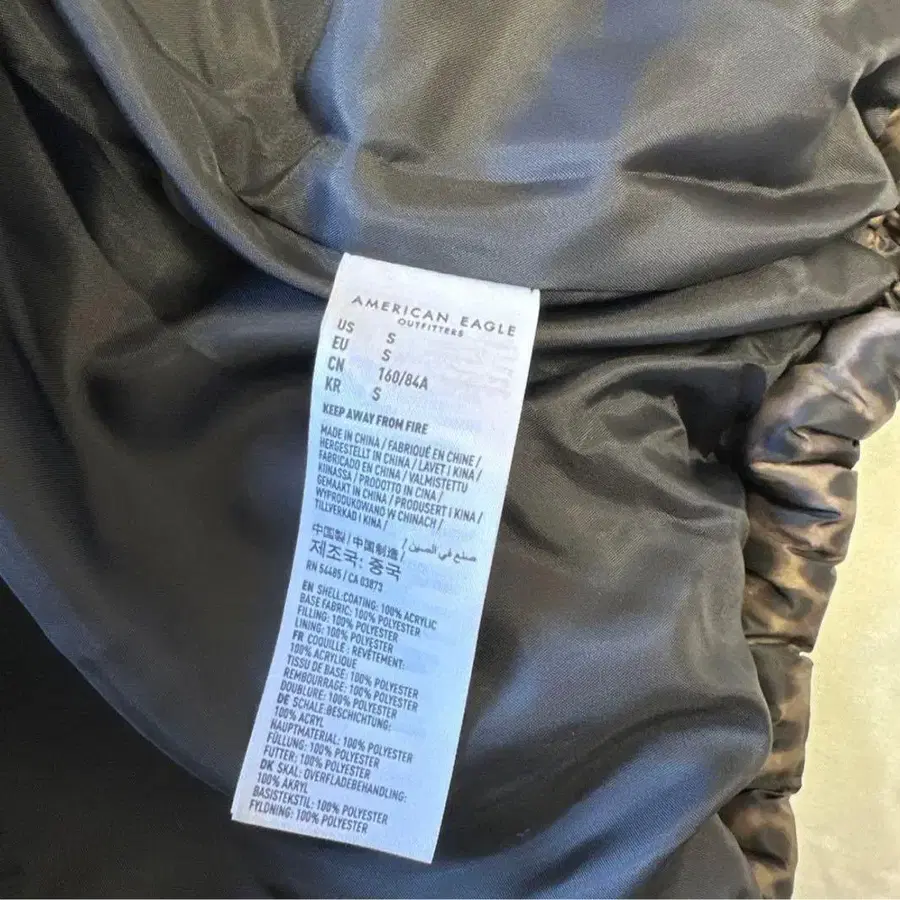 AMERICAN EAGLE
OUTFITTERS
US S
EU S
CN 160/84A
KR S
KEEP AWAY FROM FIRE
MADE IN CHINA / FABRIQUÉ EN CHINE /
HERGESTELLT IN CHINA / LAVET I KINA /
FABRICADO EN CHINA / VALMISTETTU
KIINASSA / PRODOTTO IN CINA /
GEMAAKT IN CHINA / PRODUSERT I KINA /
WYPRODUKOWANO W CHINACH /
TILLVERKAD I KINA /
中国製 / 中国制造 / صنع في الصين /
제조국: 중국
RN 54485 / CA 03873
EN SHELL:COATING: 100% ACRYLIC
BASE FABRIC: 100% POLYESTER
FILLING: 100% POLYESTER
LINING: 100% POLYESTER
FR COQUILLE : REVÊTEMENT:
100% ACRYLIQUE
TISSU DE BASE: 100% POLYESTER
REMBOURRAGE: 100% POLYESTER
DOUBLURE: 100% POLYESTER
DE SCHALE:BESCHICHTUNG:
100% ACRYL
HAUPTMATERIAL: 100% POLYESTER
FÜLLUNG: 100% POLYESTER
FUTTER: 100% POLYESTER
DK SKAL: OVERFLADEBEHANDLING:
100% AKRYL
BASISTEKSTIL: 100% POLYESTER
FYLDNING: 100% POLYESTER